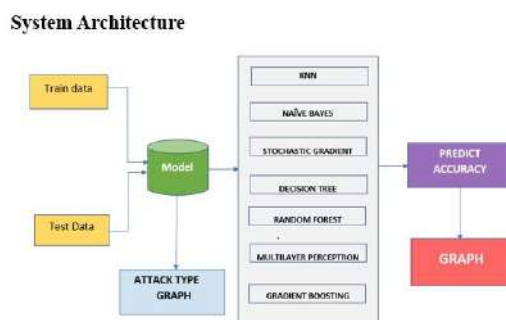 System Architecture
Train data
Test Data
Model
ATTACK TYPE
GRAPH
KNN
NAÏVE BAYES
STOCHASTIC GRADIENT
DECISION TREE
RANDOM FOREST
MULTILAYER PERCEPTRON
GRADIENT BOOSTING
PREDICT
ACCURACY
GRAPH